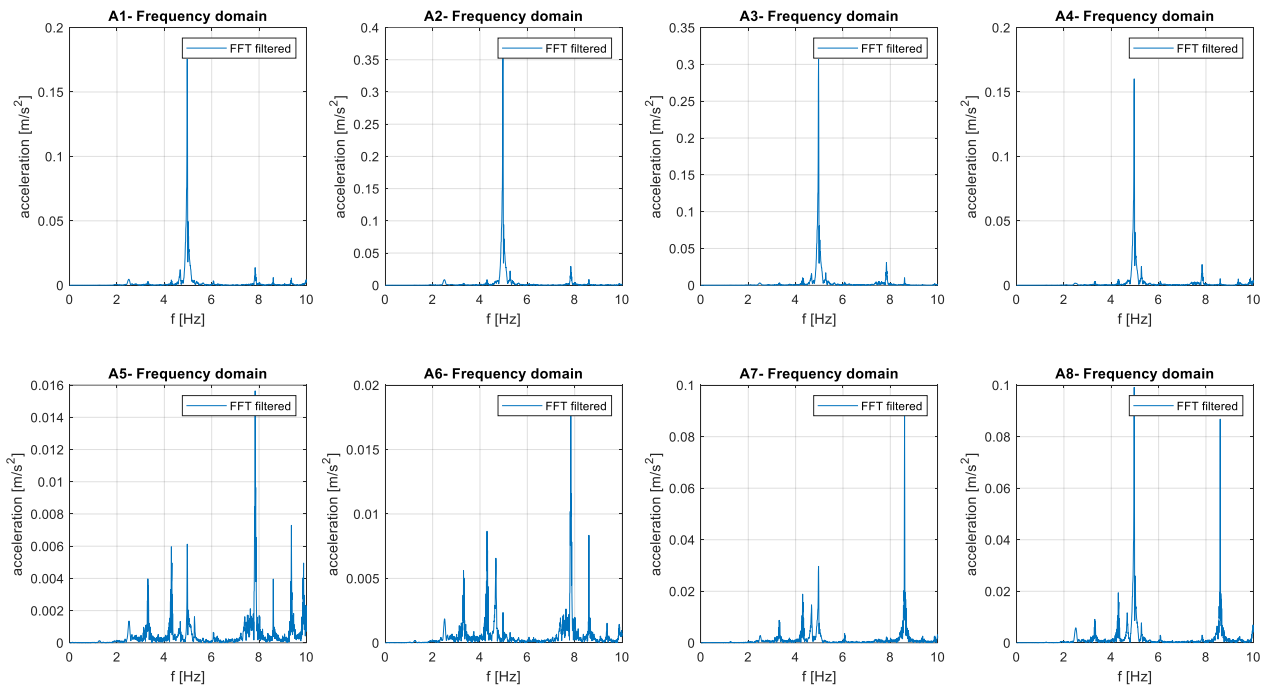 A1- Frequency domain
A2- Frequency domain
A3- Frequency domain
A4- Frequency domain
0.2
0.15
0.1
0.05
0
acceleration [m/s²]
FFT filtered
0 2 4 6 8 10
f [Hz]
0.4
0.35
0.3
0.25
0.2
0.15
0.1
0.05
0
acceleration [m/s²]
FFT filtered
0 2 4 6 8 10
f [Hz]
0.35
0.3
0.25
0.2
0.15
0.1
0.05
0
acceleration [m/s²]
FFT filtered
0 2 4 6 8 10
f [Hz]
0.2
0.15
0.1
0.05
0
acceleration [m/s²]
FFT filtered
0 2 4 6 8 10
f [Hz]
A5- Frequency domain
A6- Frequency domain
A7- Frequency domain
A8- Frequency domain
0.016
0.014
0.012
0.01
0.008
0.006
0.004
0.002
0
acceleration [m/s²]
FFT filtered
0 2 4 6 8 10
f [Hz]
0.02
0.015
0.01
0.005
0
acceleration [m/s²]
FFT filtered
0 2 4 6 8 10
f [Hz]
0.1
0.08
0.06
0.04
0.02
0
acceleration [m/s²]
FFT filtered
0 2 4 6 8 10
f [Hz]
0.1
0.08
0.06
0.04
0.02
0
acceleration [m/s²]
FFT filtered
0 2 4 6 8 10
f [Hz]